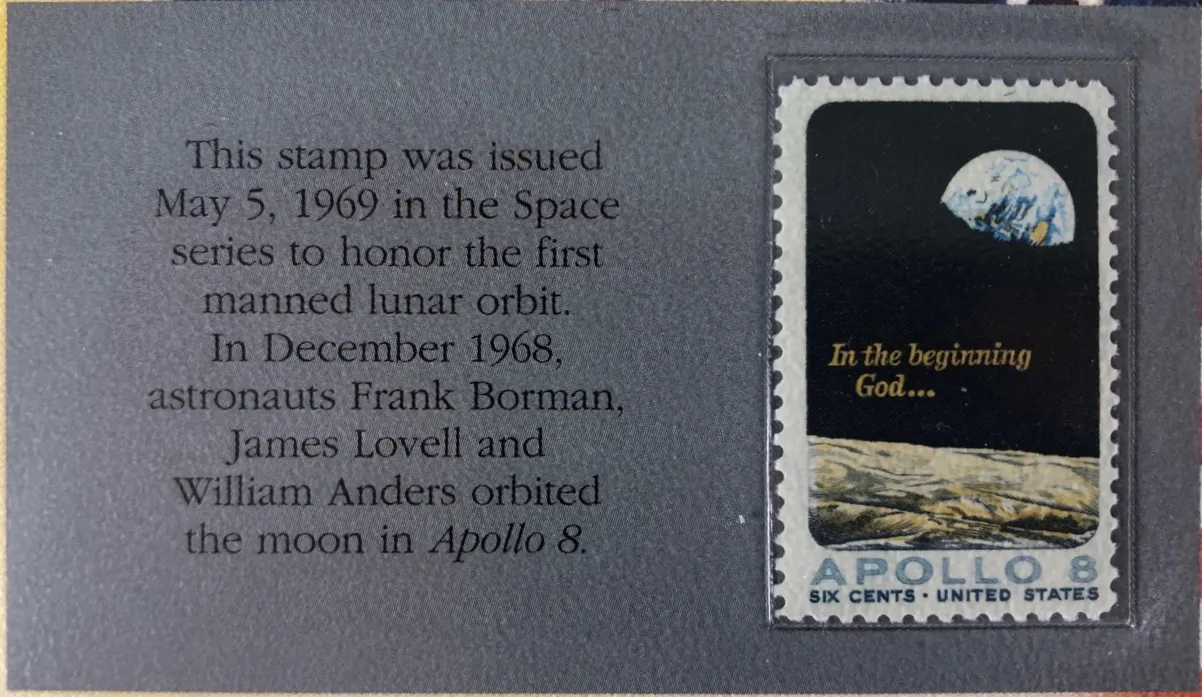 This stamp was issued
May 5, 1969 in the Space
series to honor the first
manned lunar orbit.
In December 1968,
astronauts Frank Borman,
James Lovell and
William Anders orbited
the moon in Apollo 8.
In the beginning
God...
APOLLO 8
SIX CENTS • UNITED STATES